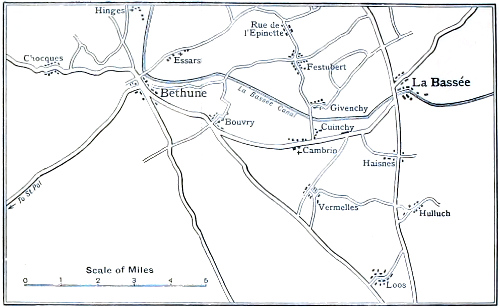 Hinges
Rue de
l'Epinette
Chocques
Essars
Festubert
La Bassée
Bethune
La Bassée Canal
Givenchy
Bouvry
Cuinchy
Cambrin
Haisnes
To St Pol
Vermelles
Hulluch
Scale of Miles
0 1 2 3 4 5
Loos